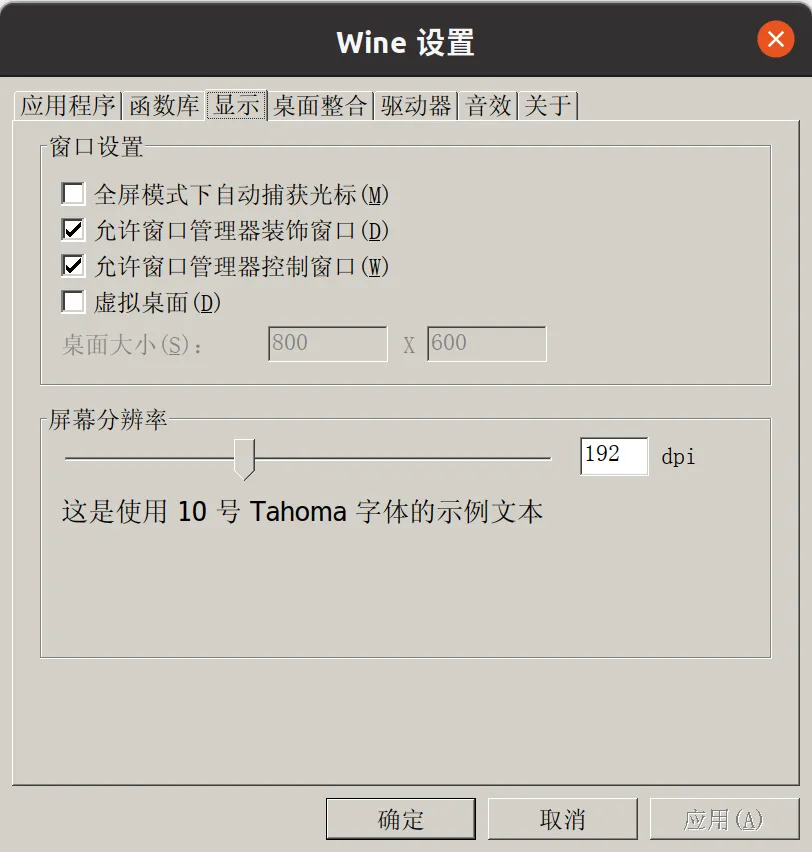 Wine 设置
应用程序 函数库 显示 桌面整合 驱动器 音效 关于
窗口设置
全屏模式下自动捕获光标(M)
允许窗口管理器装饰窗口(D)
允许窗口管理器控制窗口(W)
虚拟桌面(D)
桌面大小(S): 800 X 600
屏幕分辨率
192 dpi
这是使用 10 号 Tahoma 字体的示例文本
确定 取消 应用(A)